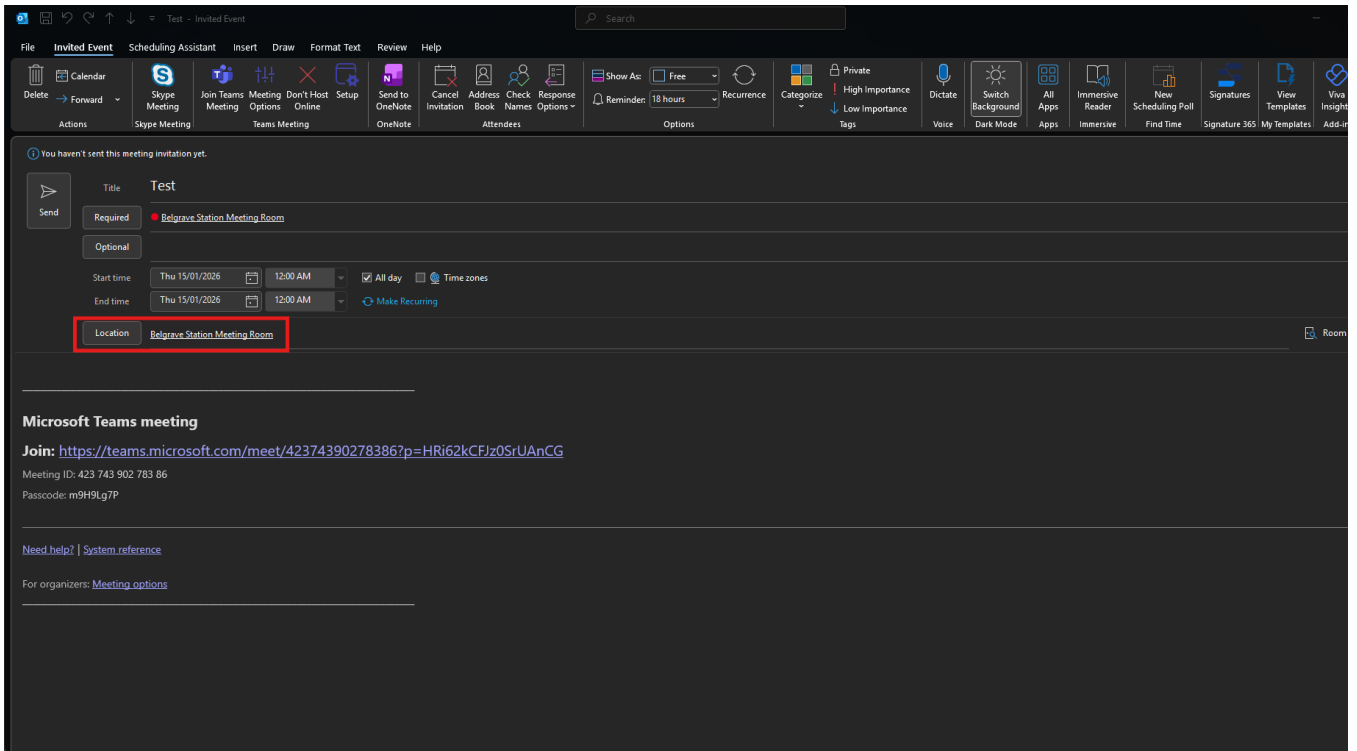 Test - Invited Event
Search
File Invited Event Scheduling Assistant Insert Draw Format Text Review Help
Delete
Calendar
Forward
Actions
Skype Meeting
Skype Meeting
Join Teams Meeting
Meeting Options
Don't Host Online
Setup
Teams Meeting
Send to OneNote
OneNote
Cancel Invitation
Address Book
Check Names
Response Options
Attendees
Show As: Free
Reminder: 18 hours
Recurrence
Options
Categorize
Private
High Importance
Low Importance
Tags
Dictate
Voice
Switch Background
Dark Mode
All Apps
Apps
Immersive Reader
Immersive
New Scheduling Poll
Find Time
Signatures
Signature 365
View Templates
My Templates
Viva
Insight
Add-in
You haven't sent this meeting invitation yet.
Send
Title Test
Required Belgrave Station Meeting Room
Optional
Start time Thu 15/01/2026 12:00 AM All day Time zones
End time Thu 15/01/2026 12:00 AM Make Recurring
Location Belgrave Station Meeting Room Room
Microsoft Teams meeting
Join: https://teams.microsoft.com/meet/42374390278386?p=HRi62kCFJz0SrUAnCG
Meeting ID: 423 743 902 783 86
Passcode: m9H9Lg7P
Need help? | System reference
For organizers: Meeting options